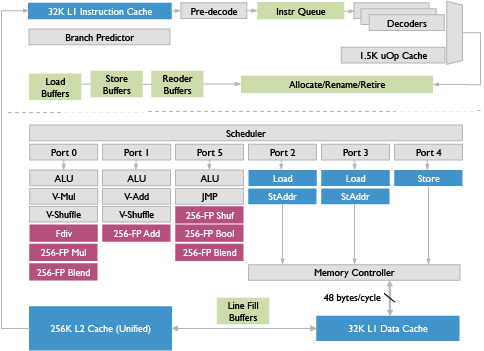 32K L1 Instruction Cache
Pre-decode
Instr Queue
Decoders
Branch Predictor
1.5K uOp Cache
Load
Buffers
Store
Buffers
Reoder
Buffers
Allocate/Rename/Retire
Scheduler
Port 0
Port 1
Port 5
Port 2
Port 3
Port 4
ALU
ALU
ALU
Load
Load
Store
V-Mul
V-Add
JMP
StAddr
StAddr
V-Shuffle
V-Shuffle
256-FP Shuf
Fdiv
256-FP Add
256-FP Bool
256-FP Mul
256-FP Blend
256-FP Blend
Memory Controller
48 bytes/cycle
Line Fill
Buffers
256K L2 Cache (Unified)
32K L1 Data Cache